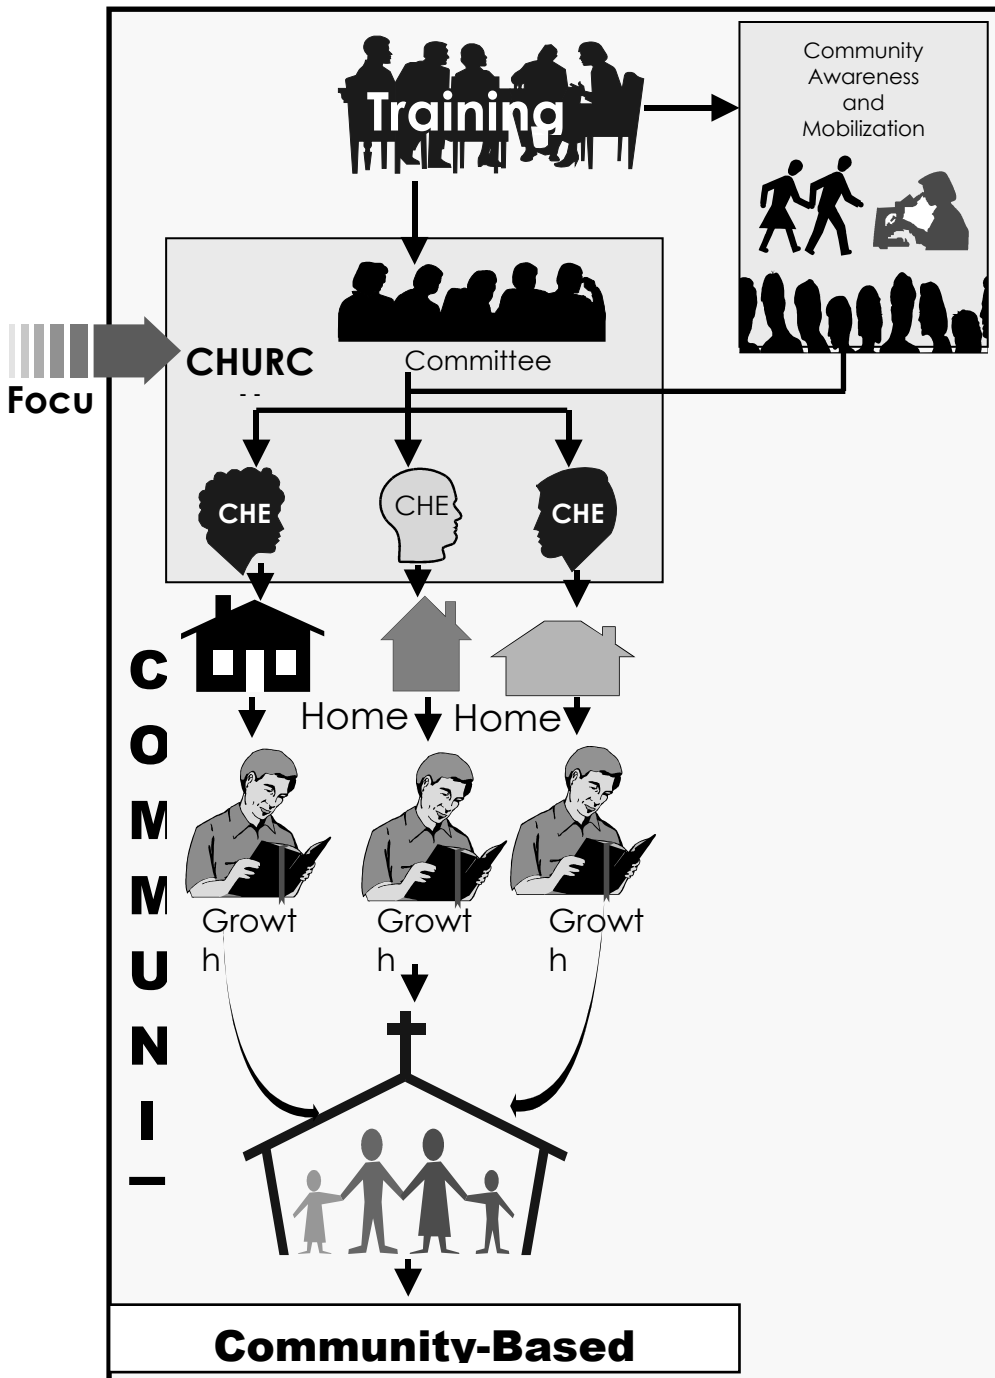 Training
Community
Awareness
and
Mobilization
Committee
CHURC
Focu
CHE
CHE
CHE
Home
Home
C
O
M
M
U
N
I
Growt
h
Growt
h
Growt
h
Community-Based